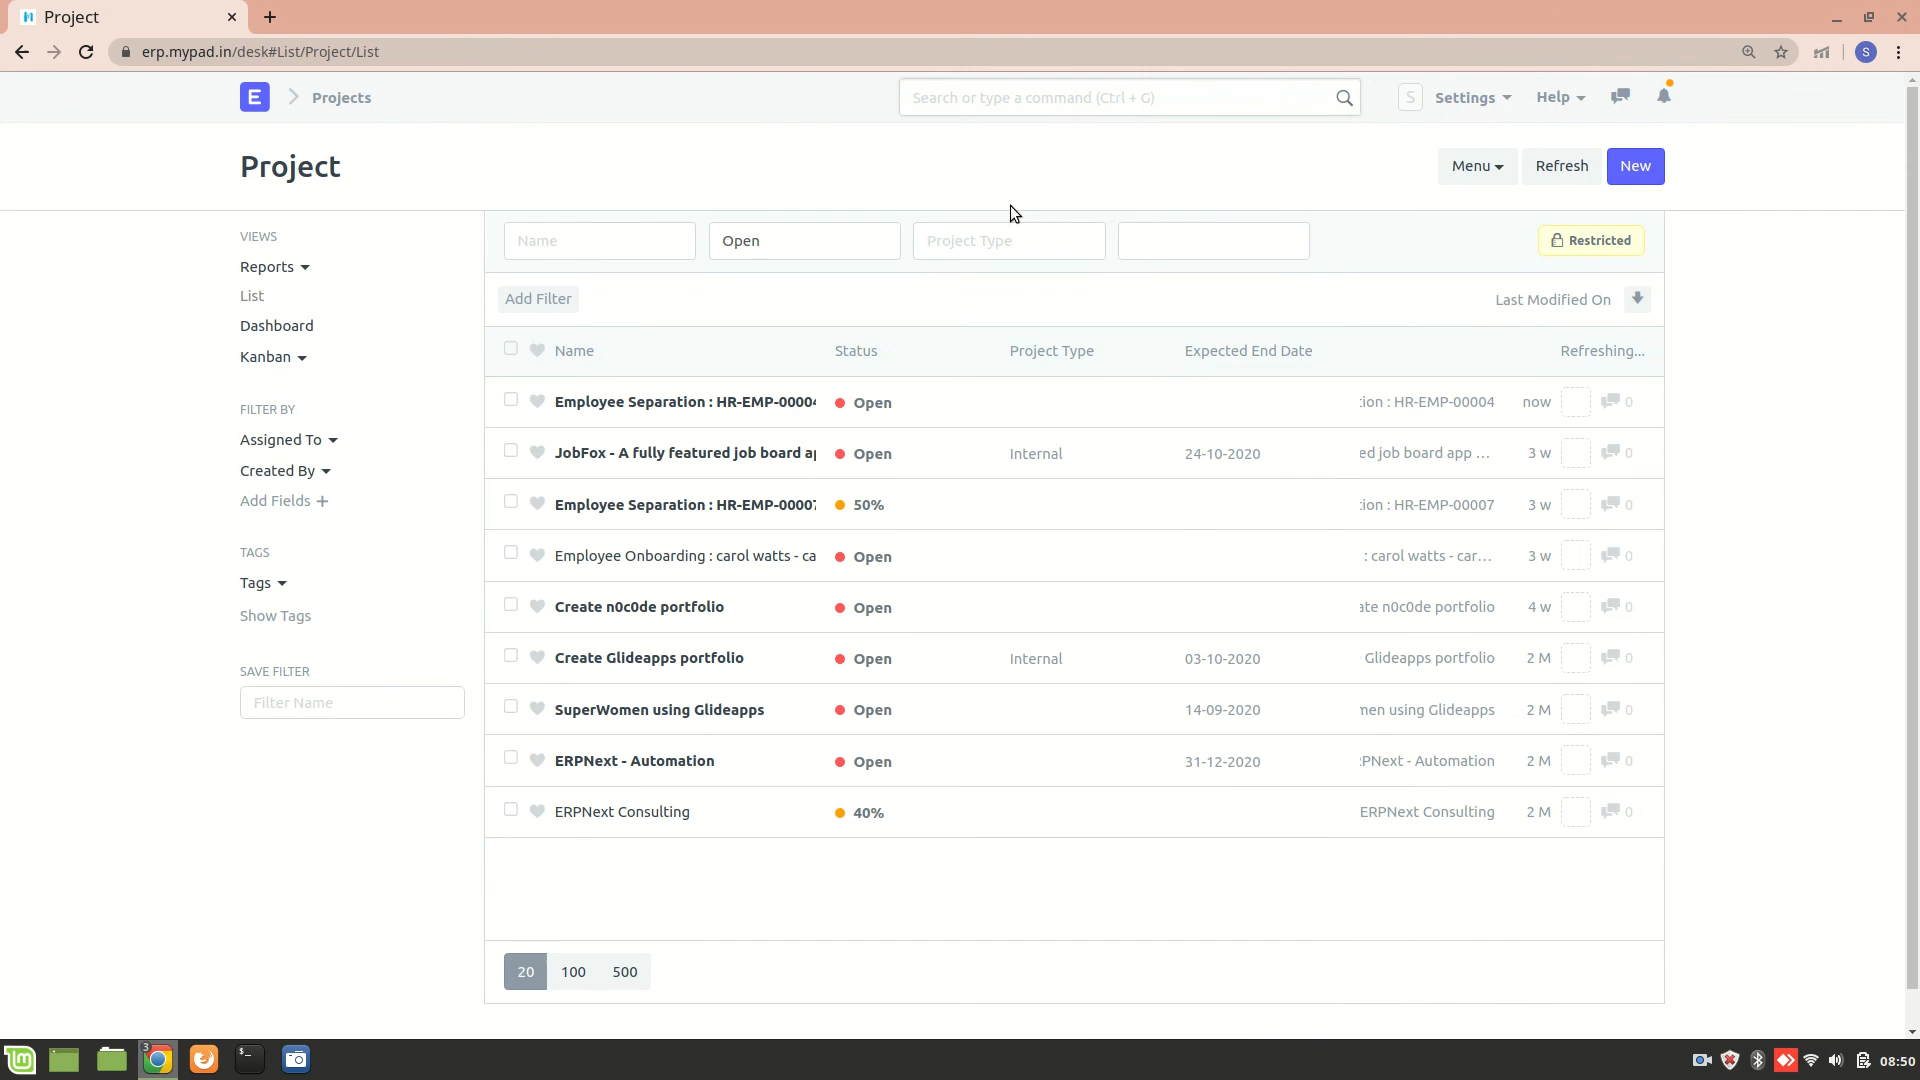 Project
erp.mypad.in/desk#List/Project/List
S
E
Projects
Search or type a command (Ctrl + G)
S
Settings
Help
Project
Menu
Refresh
New
VIEWS
Reports
List
Dashboard
Kanban
FILTER BY
Assigned To
Created By
Add Fields
TAGS
Tags
Show Tags
SAVE FILTER
Filter Name
Name
Open
Project Type
Restricted
Add Filter
Last Modified On
Name Status Project Type Expected End Date Refreshing...
Employee Separation : HR-EMP-00004 Open ion : HR-EMP-00004 now 0
JobFox - A fully featured job board ap Open Internal 24-10-2020 ed job board app ... 3 w 0
Employee Separation : HR-EMP-00007 50% ion : HR-EMP-00007 3 w 0
Employee Onboarding : carol watts - ca Open : carol watts - car... 3 w 0
Create n0c0de portfolio Open ate n0c0de portfolio 4 w 0
Create Glideapps portfolio Open Internal 03-10-2020 Glideapps portfolio 2 M 0
SuperWomen using Glideapps Open 14-09-2020 men using Glideapps 2 M 0
ERPNext - Automation Open 31-12-2020 PNext - Automation 2 M 0
ERPNext Consulting 40% ERPNext Consulting 2 M 0
20 100 500
3
08:50